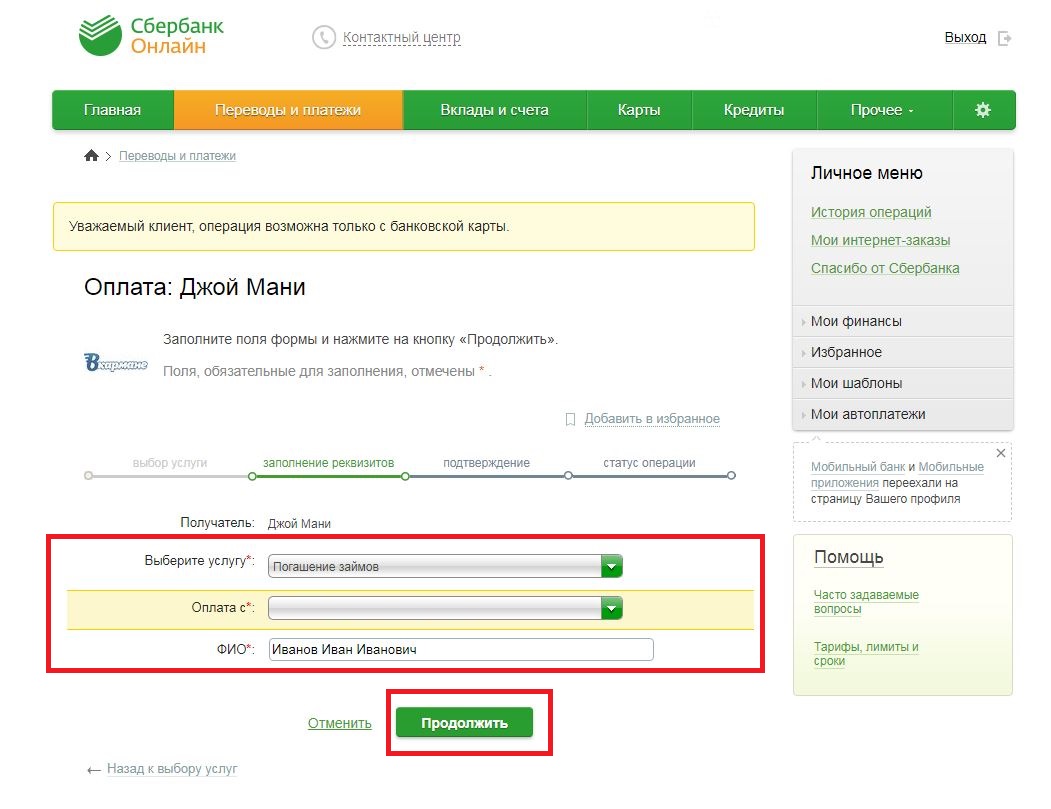 Сбербанк
Онлайн
Контактный центр
Выход
Главная
Переводы и платежи
Вклады и счета
Карты
Кредиты
Прочее
Переводы и платежи
Уважаемый клиент, операция возможна только с банковской карты.
Оплата: Джой Мани
Заполните поля формы и нажмите на кнопку «Продолжить».
Вкармане
Поля, обязательные для заполнения, отмечены * .
Добавить в избранное
выбор услуги
заполнение реквизитов
подтверждение
статус операции
Получатель: Джой Мани
Выберите услугу*: Погашение займов
Оплата с*:
ФИО*: Иванов Иван Иванович
Отменить
Продолжить
← Назад к выбору услуг
Личное меню
История операций
Мои интернет-заказы
Спасибо от Сбербанка
Мои финансы
Избранное
Мои шаблоны
Мои автоплатежи
Мобильный банк и Мобильные
приложения переехали на
страницу Вашего профиля
Помощь
Часто задаваемые
вопросы
Тарифы, лимиты и
сроки